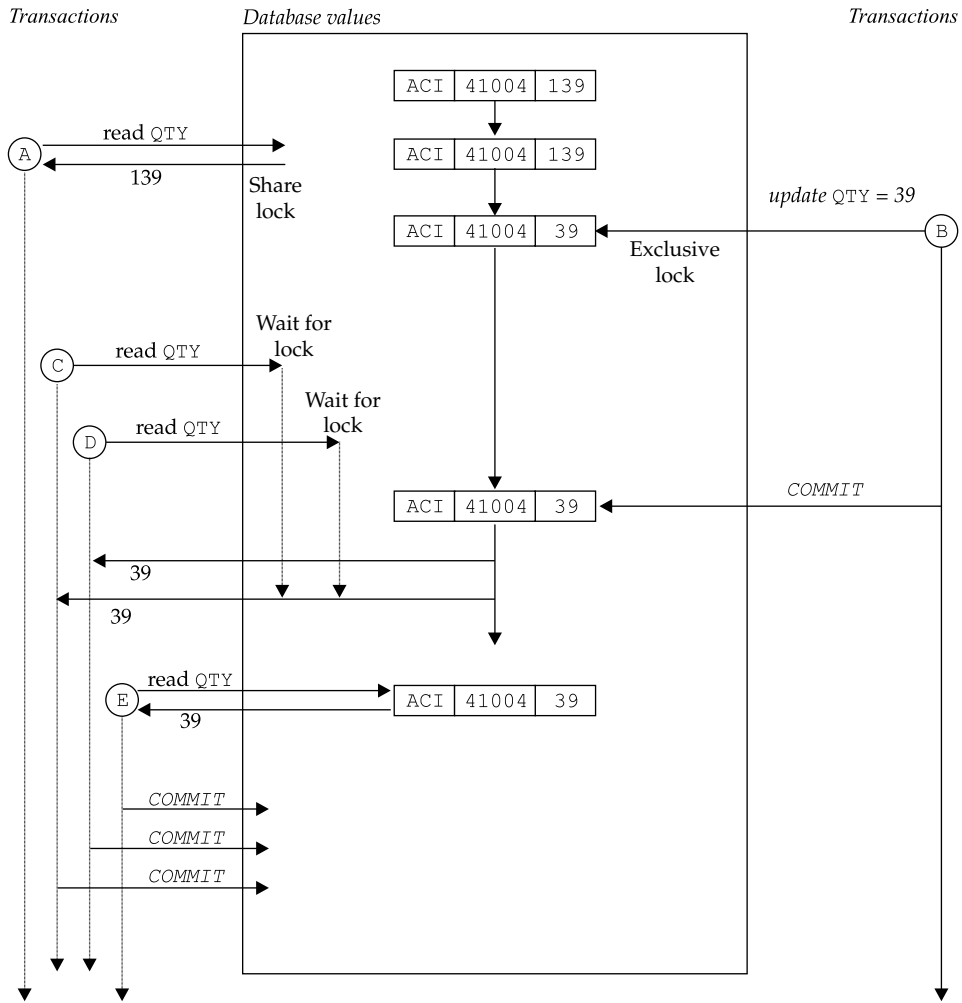 Transactions Database values Transactions
ACI 41004 139
read QTY
A ACI 41004 139
139
Share
lock
update QTY = 39
ACI 41004 39 B
Exclusive
lock
Wait for
lock
C read QTY
Wait for
lock
D read QTY
COMMIT
ACI 41004 39
39
39
read QTY
E ACI 41004 39
39
COMMIT
COMMIT
COMMIT